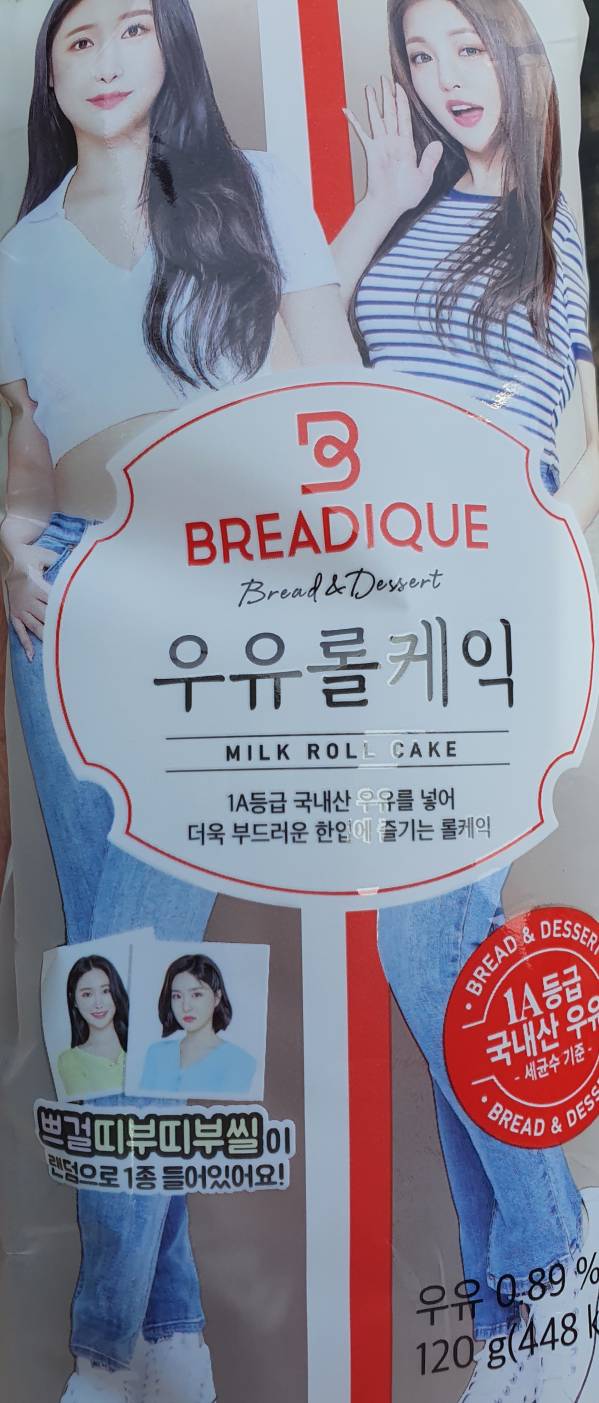 BREADIQUE
Bread & Dessert
우유롤케익
MILK ROLL CAKE
1A등급 국내산 우유를 넣어
더욱 부드러운 한입에 즐기는 롤케익
BREAD & DESSERT
1A등급
국내산 우유
- 세균수 기준 -
BREAD & DESS
쁘걸띠부띠부씰이
랜덤으로 1종 들어있어요!
우유 0.89 %
120 g(448 k